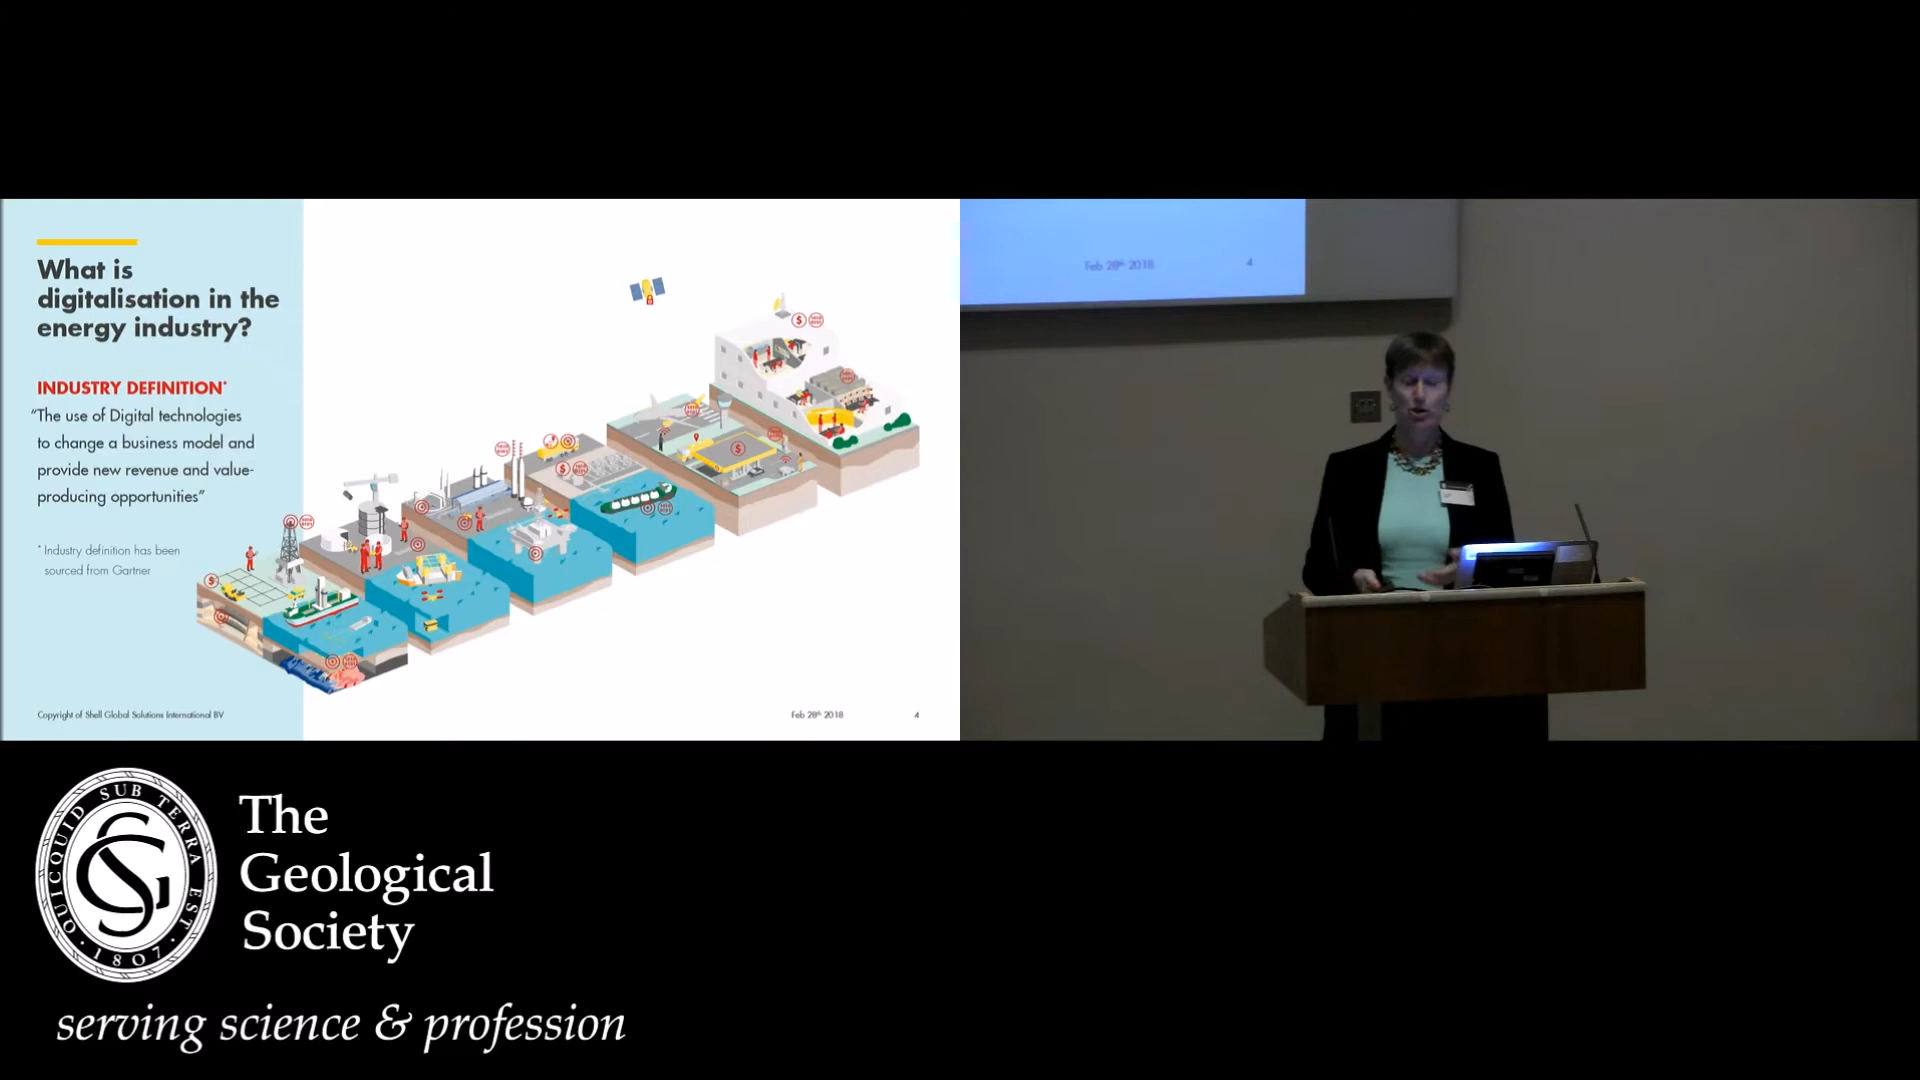 What is
digitalisation in the
energy industry?
INDUSTRY DEFINITION*
“The use of Digital technologies
to change a business model and
provide new revenue and value-
producing opportunities”
* Industry definition has been
sourced from Gartner
Copyright of Shell Global Solutions International BV
Feb 28th 2018
4
Feb 28th 2018
4
QUICQUID SUB TERRA EST
· 1807 ·
The
Geological
Society
serving science & profession